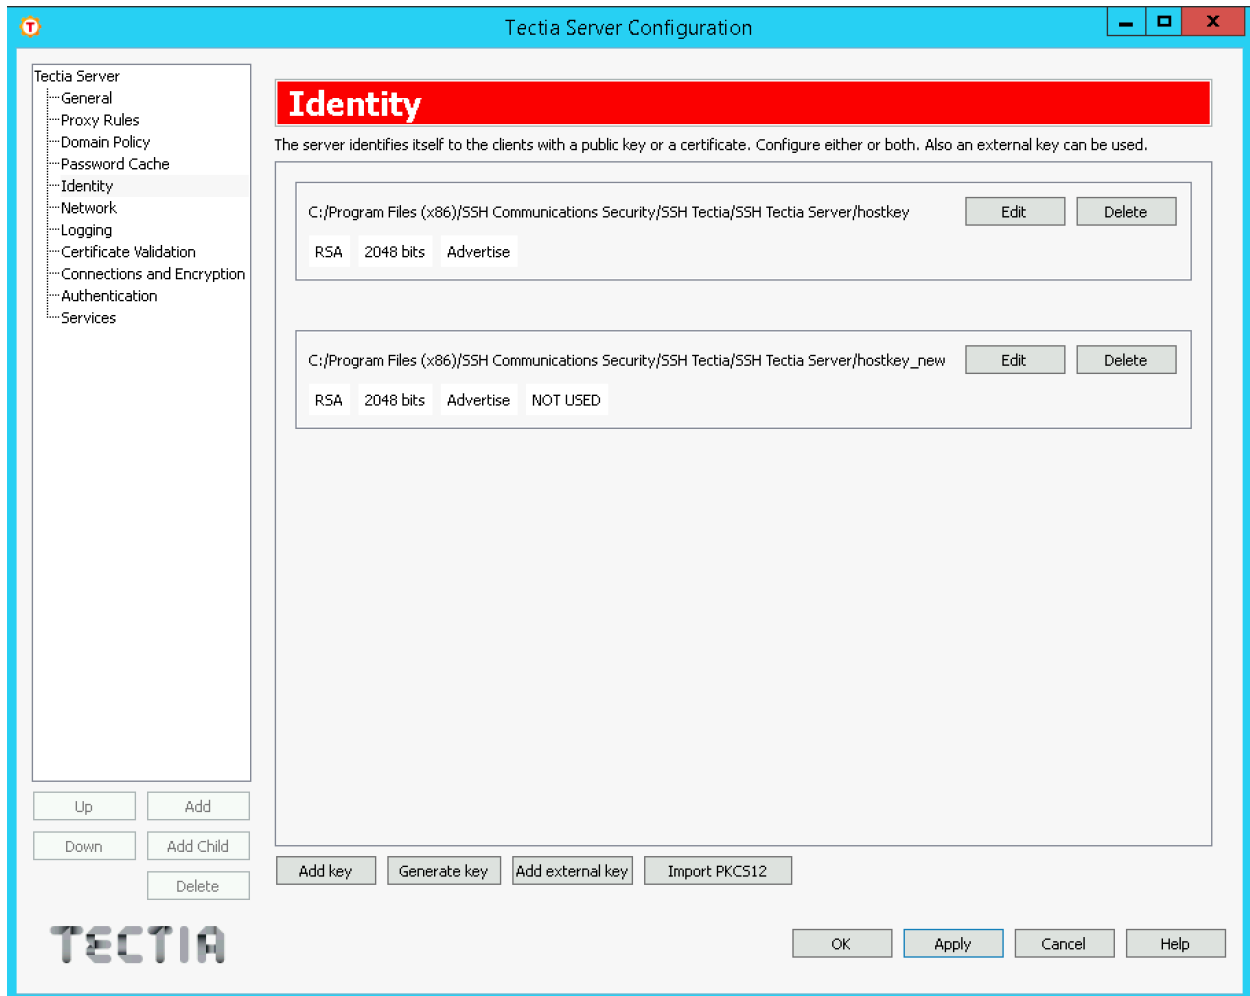 T
Tectia Server Configuration
x
Tectia Server
General
Proxy Rules
Domain Policy
Password Cache
Identity
Network
Logging
Certificate Validation
Connections and Encryption
Authentication
Services
Up
Add
Down
Add Child
Delete
TECTIA
Identity
The server identifies itself to the clients with a public key or a certificate. Configure either or both. Also an external key can be used.
C:/Program Files (x86)/SSH Communications Security/SSH Tectia/SSH Tectia Server/hostkey
Edit
Delete
RSA 2048 bits Advertise
C:/Program Files (x86)/SSH Communications Security/SSH Tectia/SSH Tectia Server/hostkey_new
Edit
Delete
RSA 2048 bits Advertise NOT USED
Add key
Generate key
Add external key
Import PKCS12
OK
Apply
Cancel
Help